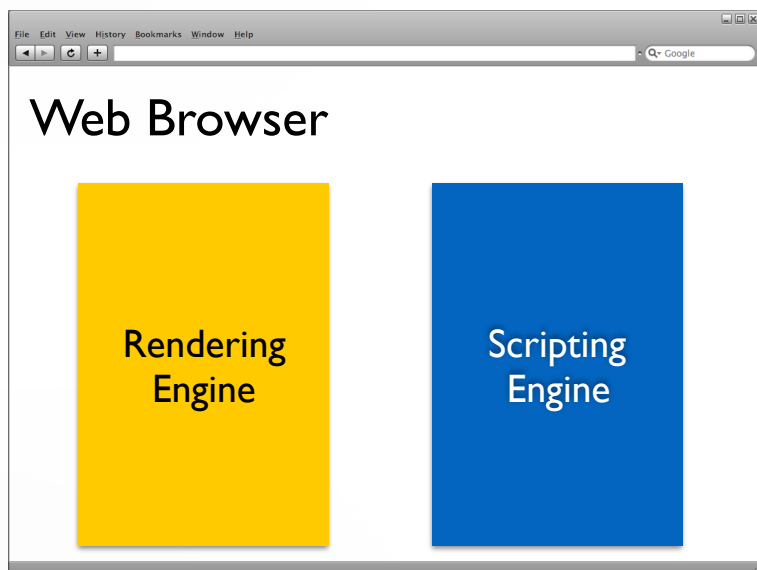 File Edit View History Bookmarks Window Help
Google
Web Browser
Rendering
Engine
Scripting
Engine